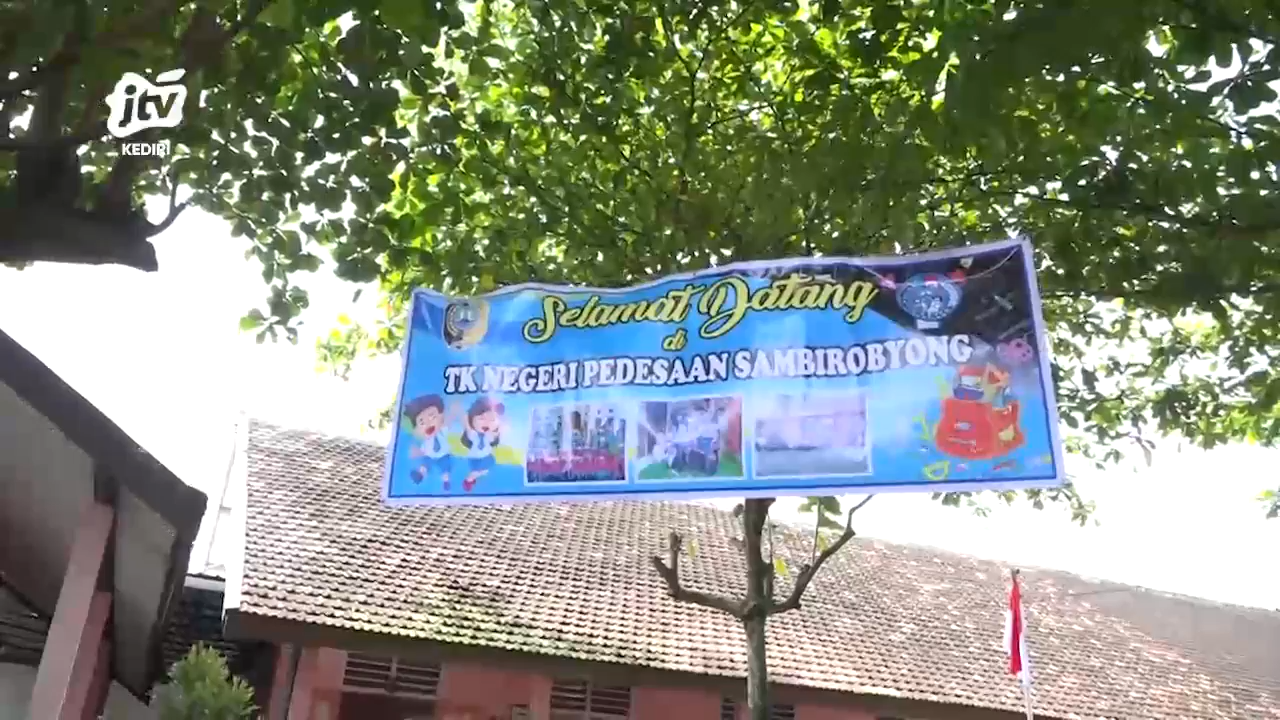 jtv
KEDIRI
Selamat Datang
di
TK NEGERI PEDESAAN SAMBIROBYONG